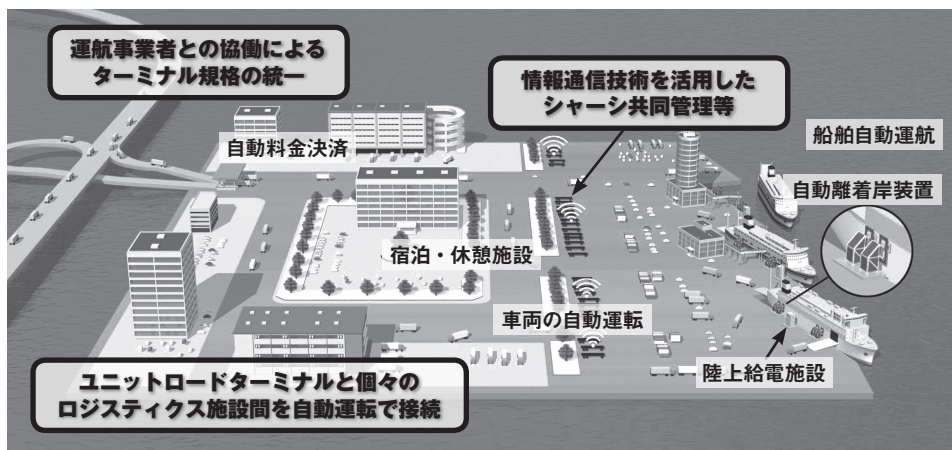 運航事業者との協働による
ターミナル規格の統一
情報通信技術を活用した
シャーシ共同管理等
船舶自動運航
自動料金決済
自動離着岸装置
宿泊・休憩施設
車両の自動運転
陸上給電施設
ユニットロードターミナルと個々の
ロジスティクス施設間を自動運転で接続